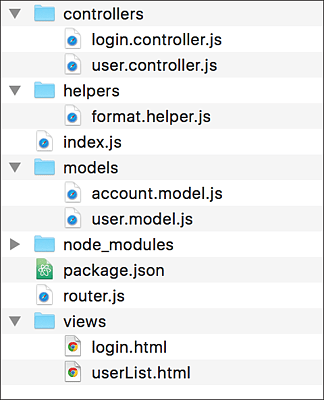 controllers
login.controller.js
user.controller.js
helpers
format.helper.js
index.js
models
account.model.js
user.model.js
node_modules
package.json
router.js
views
login.html
userList.html